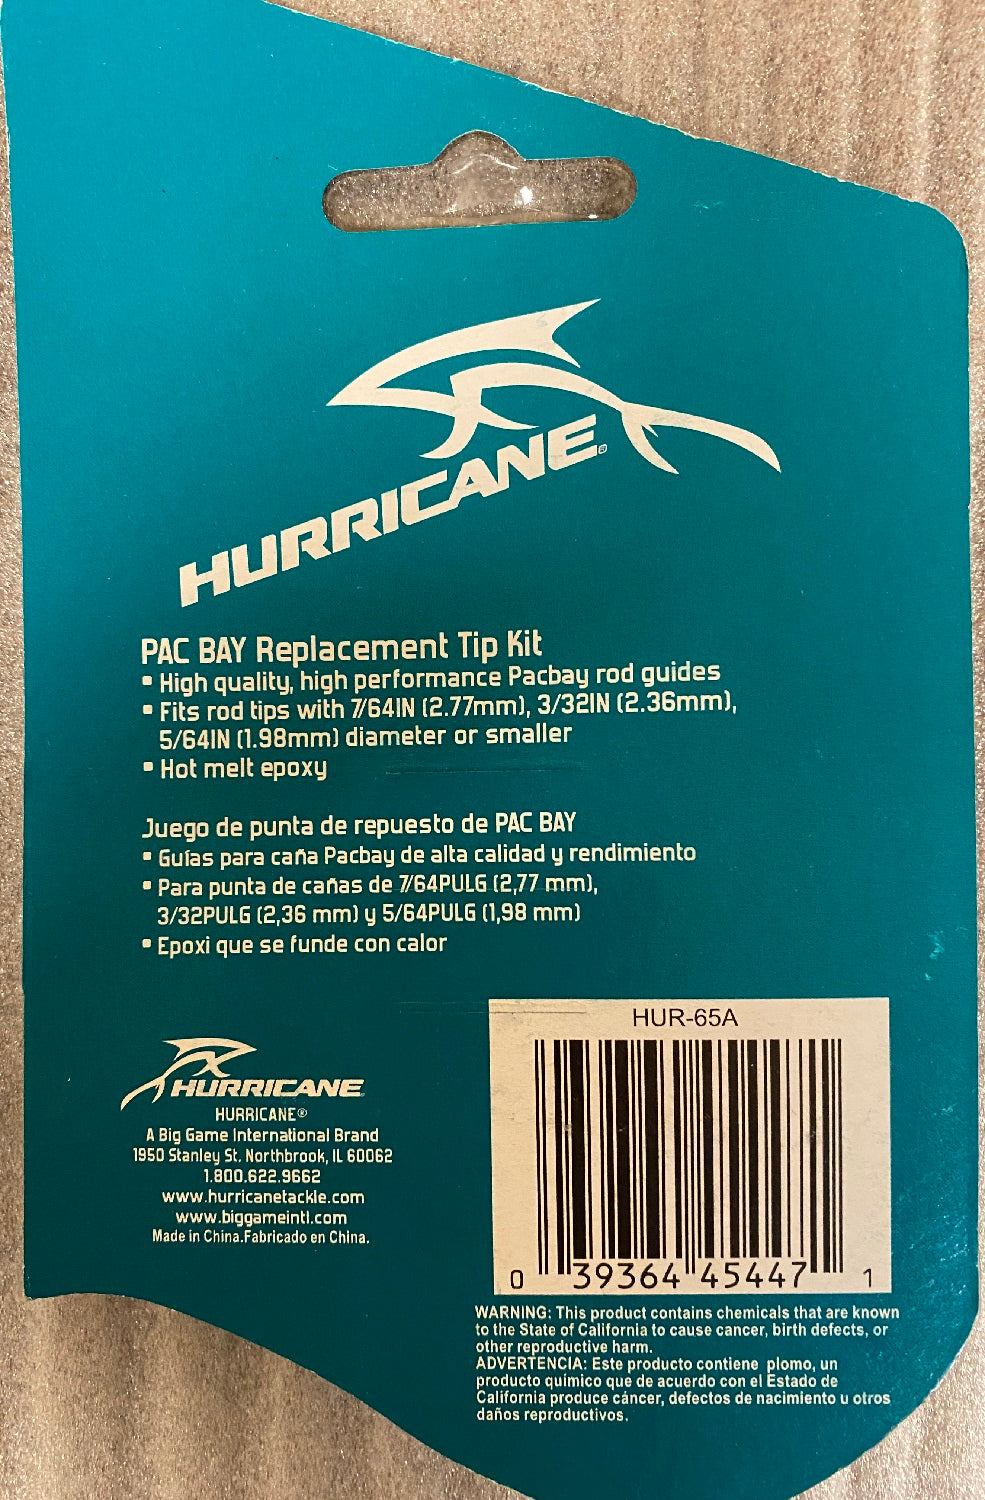 HURRICANE®
PAC BAY Replacement Tip Kit
▪ High quality, high performance Pacbay rod guides
▪ Fits rod tips with 7/64IN (2.77mm), 3/32IN (2.36mm),
5/64IN (1.98mm) diameter or smaller
▪ Hot melt epoxy
Juego de punta de repuesto de PAC BAY
▪ Guías para caña Pacbay de alta calidad y rendimiento
▪ Para punta de cañas de 7/64PULG (2,77 mm),
3/32PULG (2,36 mm) y 5/64PULG (1,98 mm)
▪ Epoxi que se funde con calor
HURRICANE
HURRICANE®
A Big Game International Brand
1950 Stanley St. Northbrook, IL 60062
1.800.622.9662
www.hurricanetackle.com
www.biggameintl.com
Made in China.Fabricado en China.
HUR-65A
0 39364 45447 1
WARNING: This product contains chemicals that are known
to the State of California to cause cancer, birth defects, or
other reproductive harm.
ADVERTENCIA: Este producto contiene plomo, un
producto químico que de acuerdo con el Estado de
California produce cáncer, defectos de nacimiento u otros
daños reproductivos.